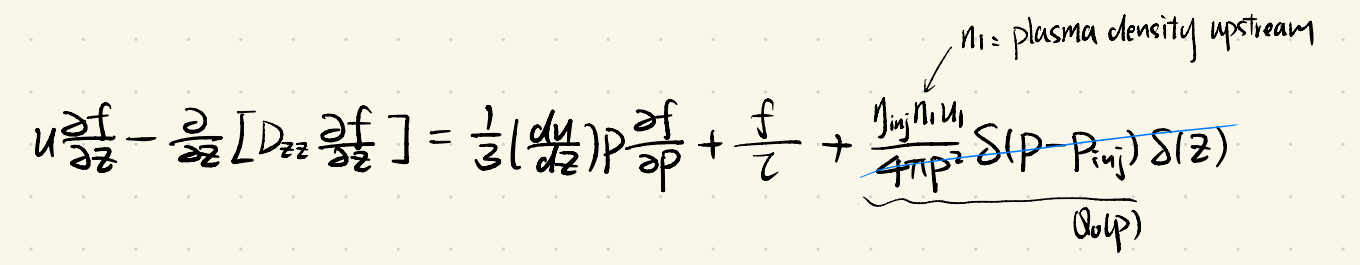 n₁ = plasma density upstream
u ∂f/∂z − ∂/∂z [D_zz ∂f/∂z] = 1/3 (du/dz) p ∂f/∂p + f/τ + η_inj n₁ u₁ / 4πp² δ(p − p_inj) δ(z)
Q₀(p)